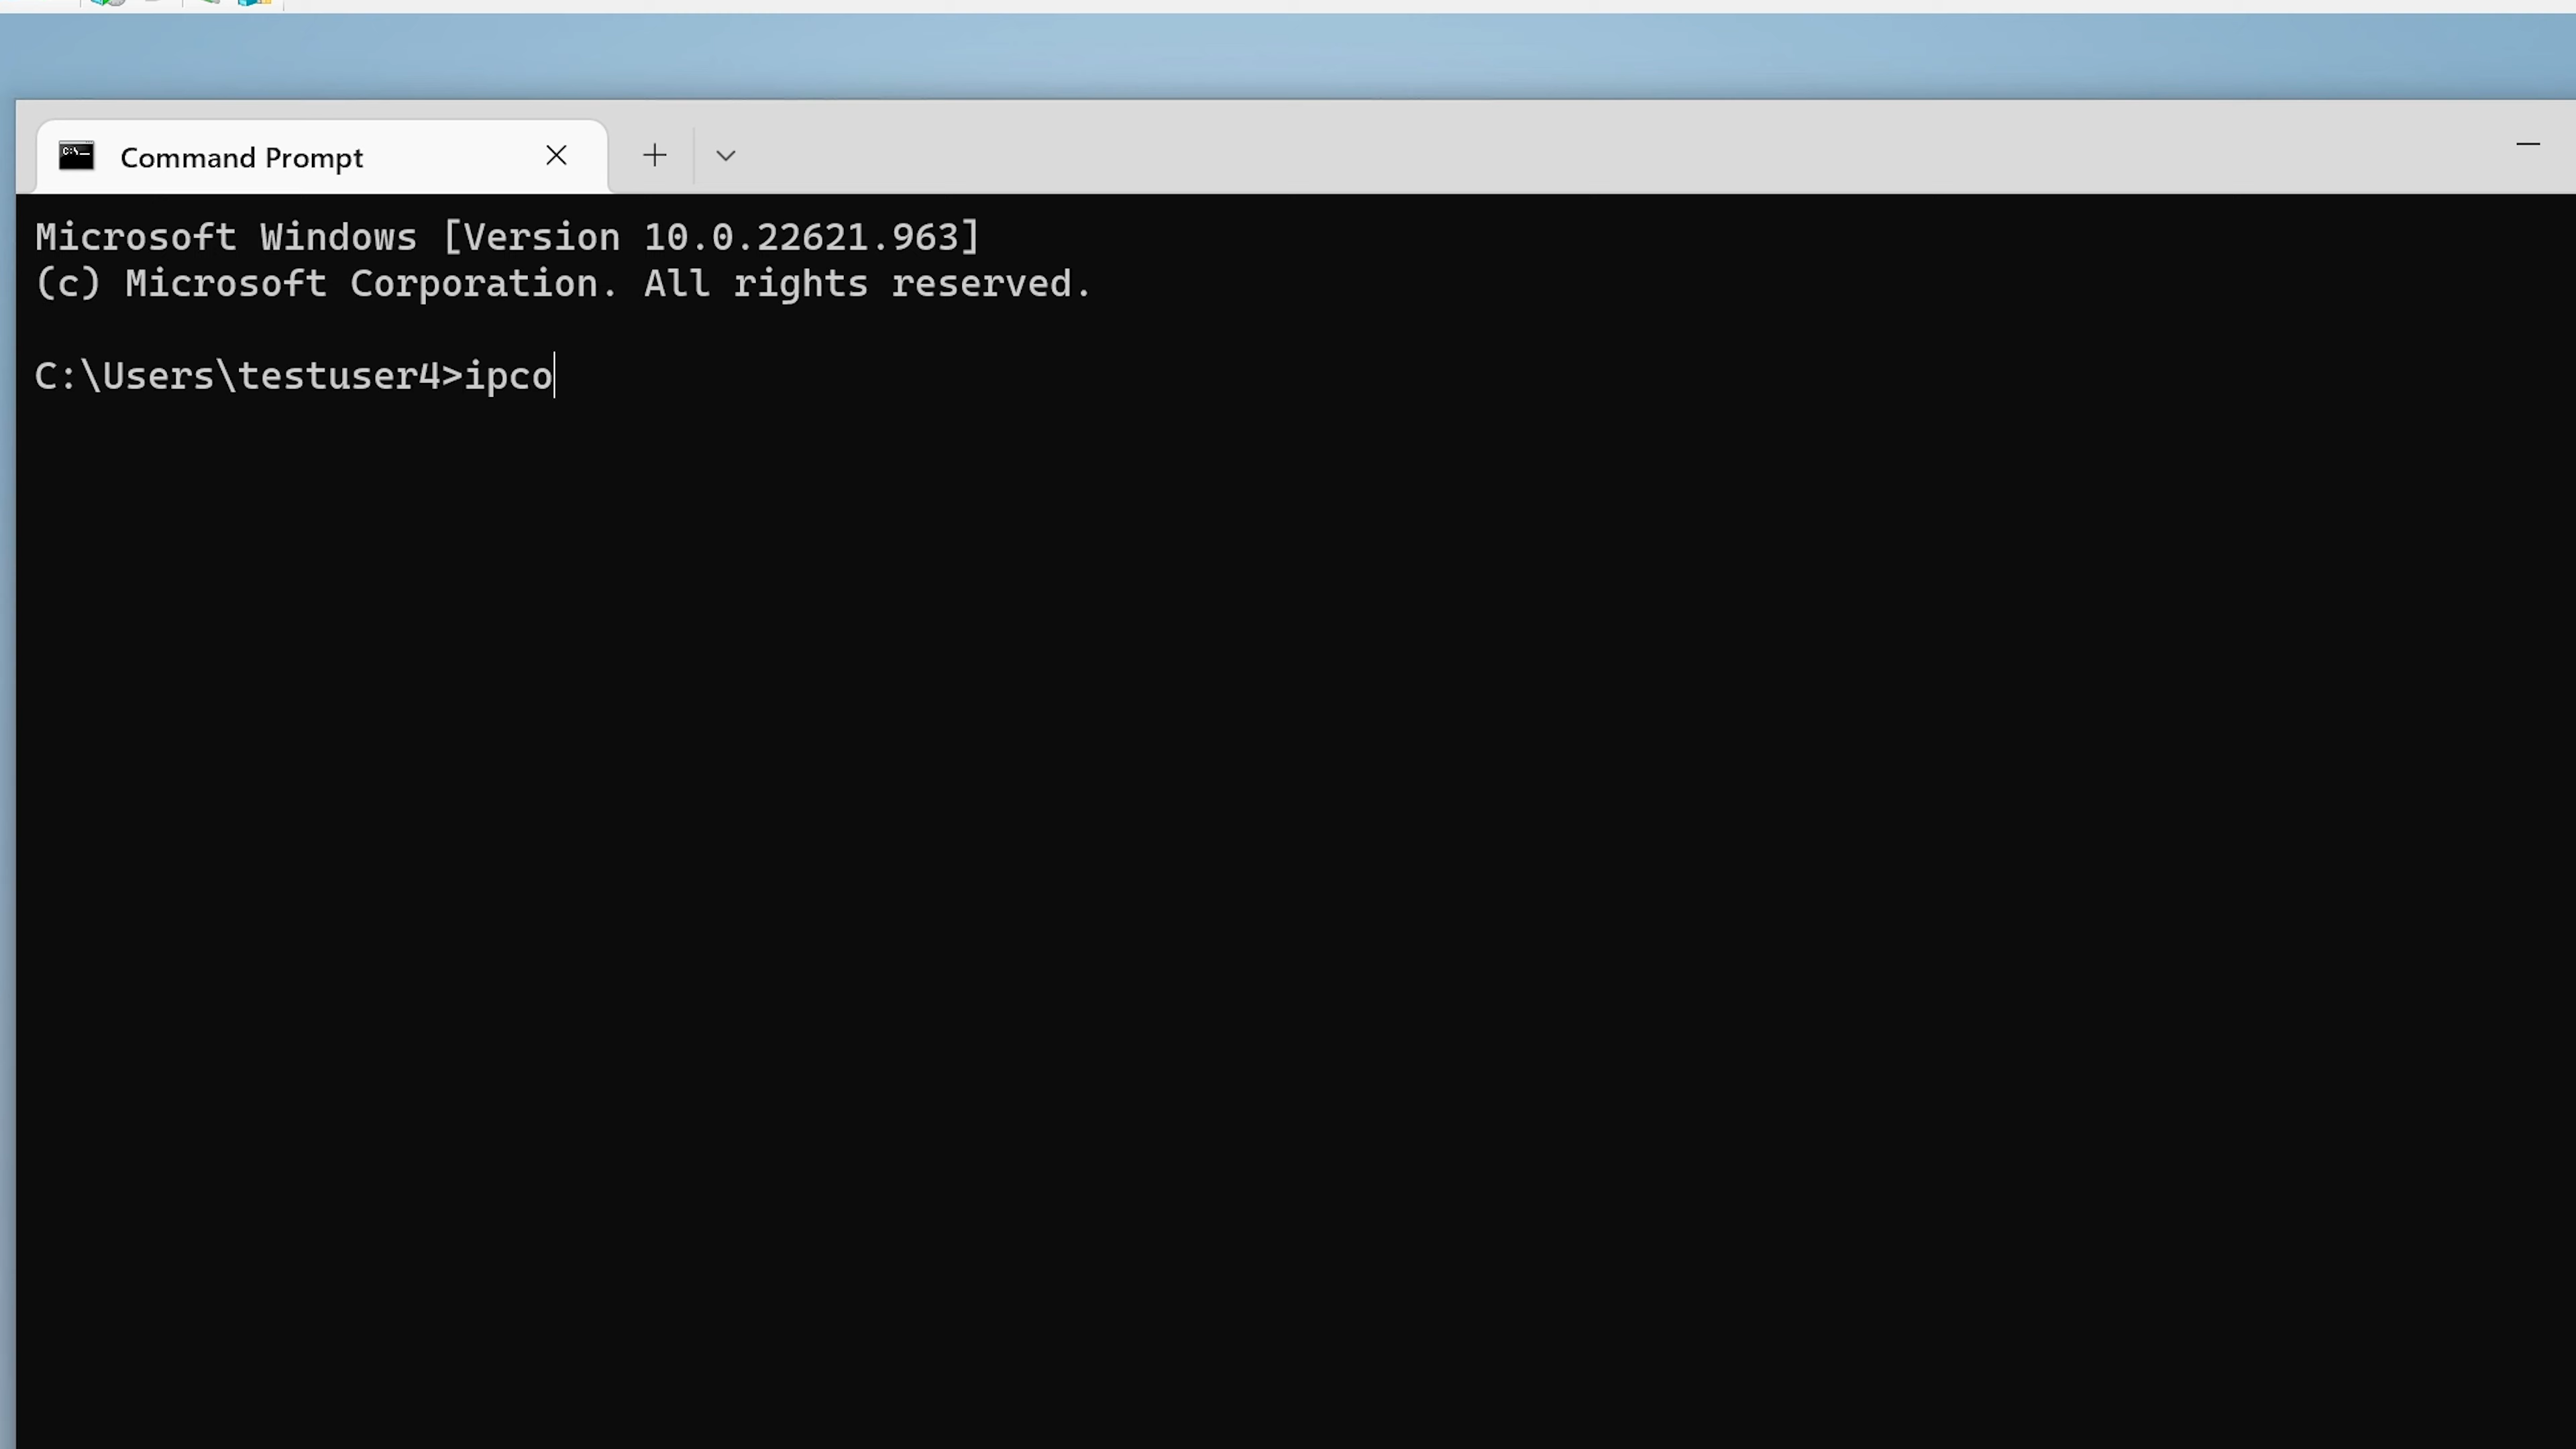 Command Prompt
Microsoft Windows [Version 10.0.22621.963]
(c) Microsoft Corporation. All rights reserved.
C:\Users\testuser4>ipco